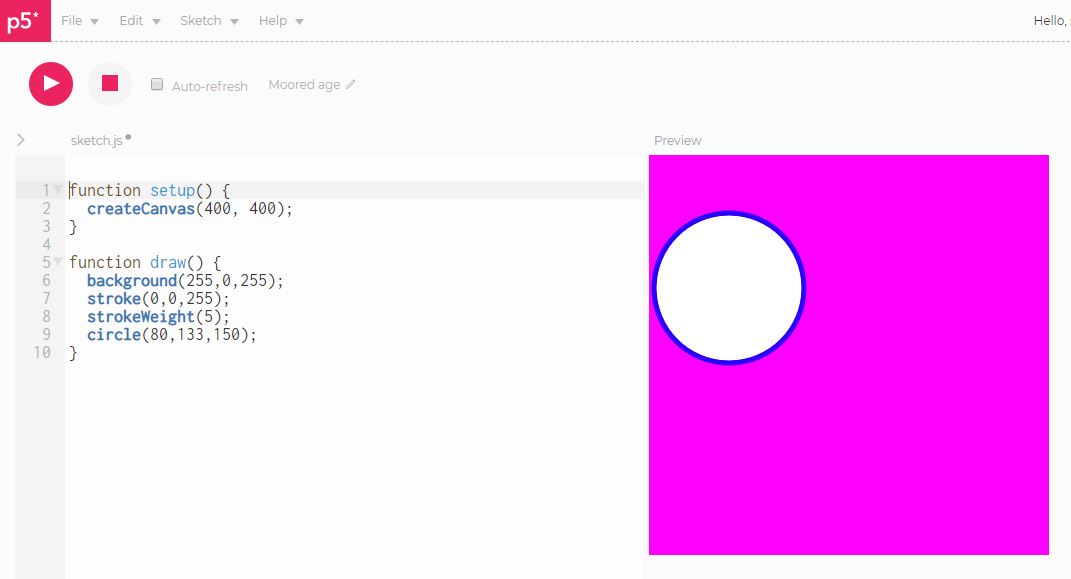 p5*
File Edit Sketch Help Hello,
Auto-refresh Moored age
sketch.js
Preview
1 function setup() {
2 createCanvas(400, 400);
3 }
4
5 function draw() {
6 background(255,0,255);
7 stroke(0,0,255);
8 strokeWeight(5);
9 circle(80,133,150);
10 }